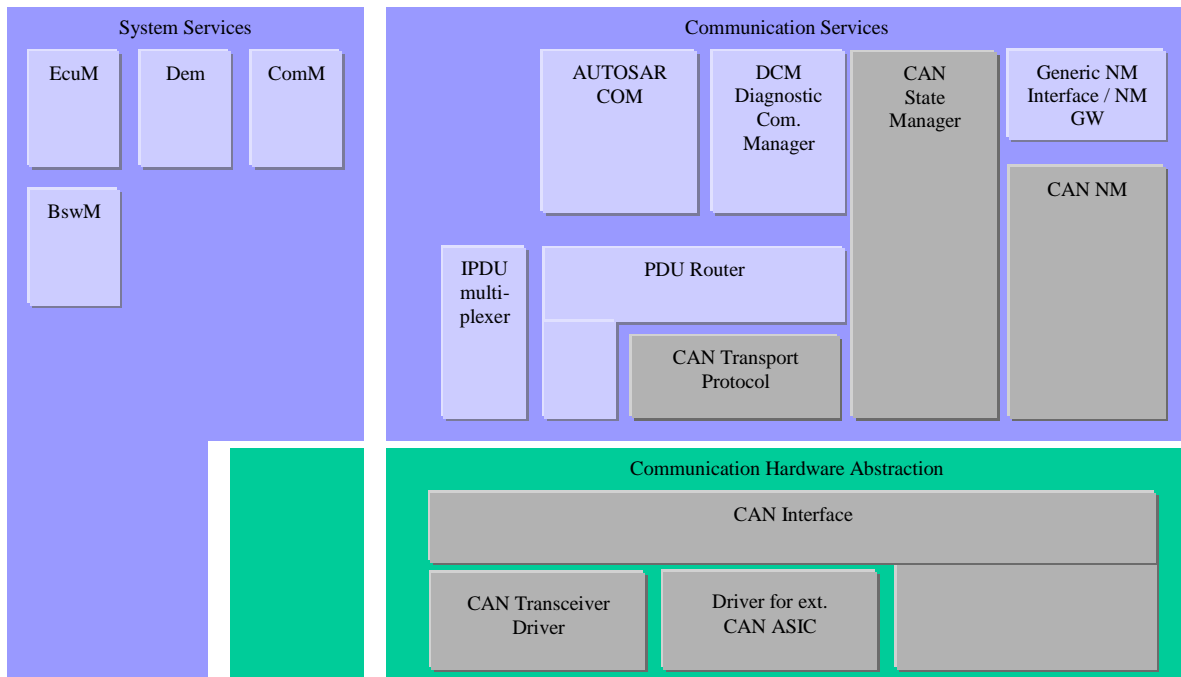 System Services
EcuM
Dem
ComM
BswM
Communication Services
AUTOSAR
COM
DCM
Diagnostic
Com.
Manager
CAN
State
Manager
Generic NM
Interface / NM
GW
CAN NM
IPDU
multi-
plexer
PDU Router
CAN Transport
Protocol
Communication Hardware Abstraction
CAN Interface
CAN Transceiver
Driver
Driver for ext.
CAN ASIC